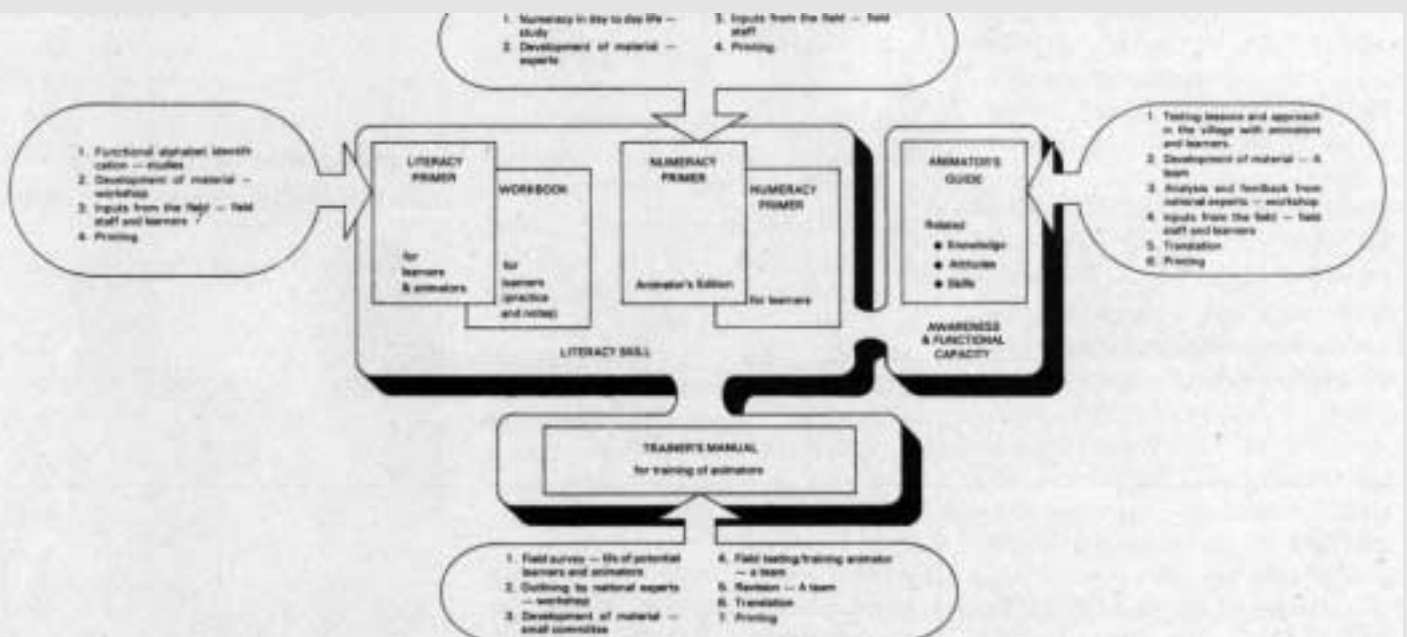 1. Numeracy in day to day life —
study
2. Development of material —
experts
3. Inputs from the field — field
staff
4. Printing
1. Functional alphabet identifi-
cation — studies
2. Development of material —
workshop
3. Inputs from the field — field
staff and learners
4. Printing
LITERACY
PRIMER
for
learners
& animators
WORKBOOK
for
learners
(practice
and notes)
NUMERACY
PRIMER
Animator's Edition
NUMERACY
PRIMER
for learners
LITERACY SKILL
ANIMATOR'S
GUIDE
Related
● Knowledge
● Attitudes
● Skills
AWARENESS
& FUNCTIONAL
CAPACITY
1. Testing lessons and approach
in the village with animators
and learners.
2. Development of material — A
team
3. Analysis and feedback from
national experts — workshop
4. Inputs from the field — field
staff and learners
5. Translation
6. Printing
TRAINER'S MANUAL
for training of animators
1. Field survey — life of potential
learners and animators
2. Outlining by national experts
— workshop
3. Development of material —
small committee
4. Field testing/training animator
— a team
5. Revision — A team
6. Translation
7. Printing